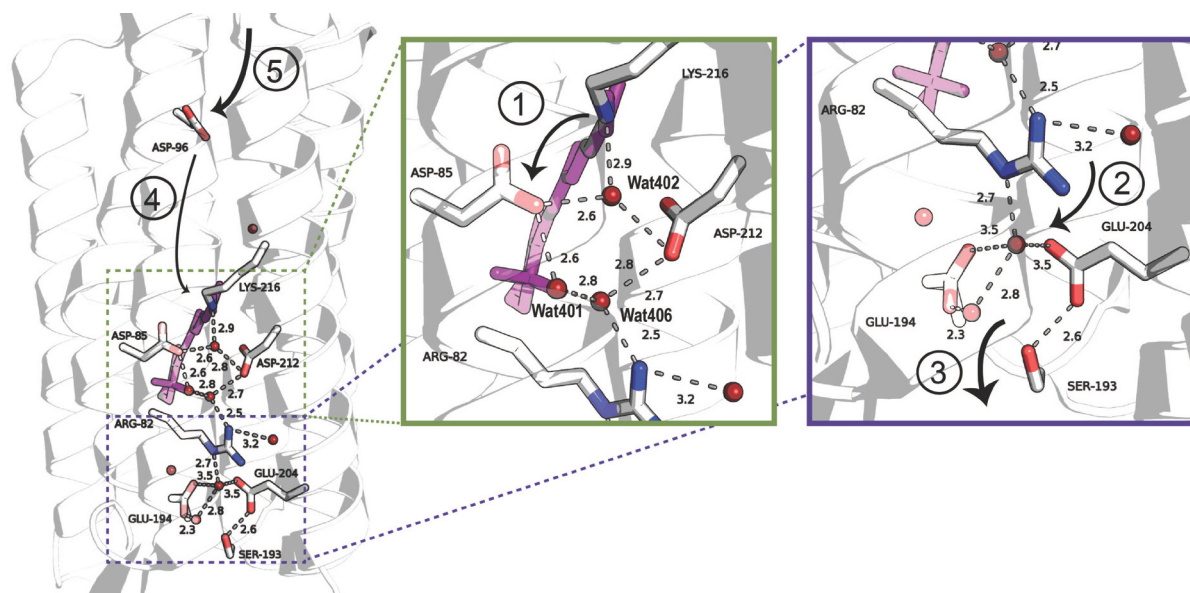 5
ASP-96
4
LYS-216
2.9
ASP-85
2.6
2.6
2.8
ASP-212
2.8
2.7
2.5
ARG-82
3.2
2.7
3.5
GLU-204
3.5
GLU-194
2.8
2.3
2.6
SER-193
LYS-216
1
2.9
ASP-85
Wat402
2.6
ASP-212
2.6
2.8
2.8
2.7
Wat401
Wat406
2.5
ARG-82
3.2
2.7
2.5
ARG-82
3.2
2
2.7
3.5
GLU-204
3.5
2.8
GLU-194
2.3
2.6
3
SER-193